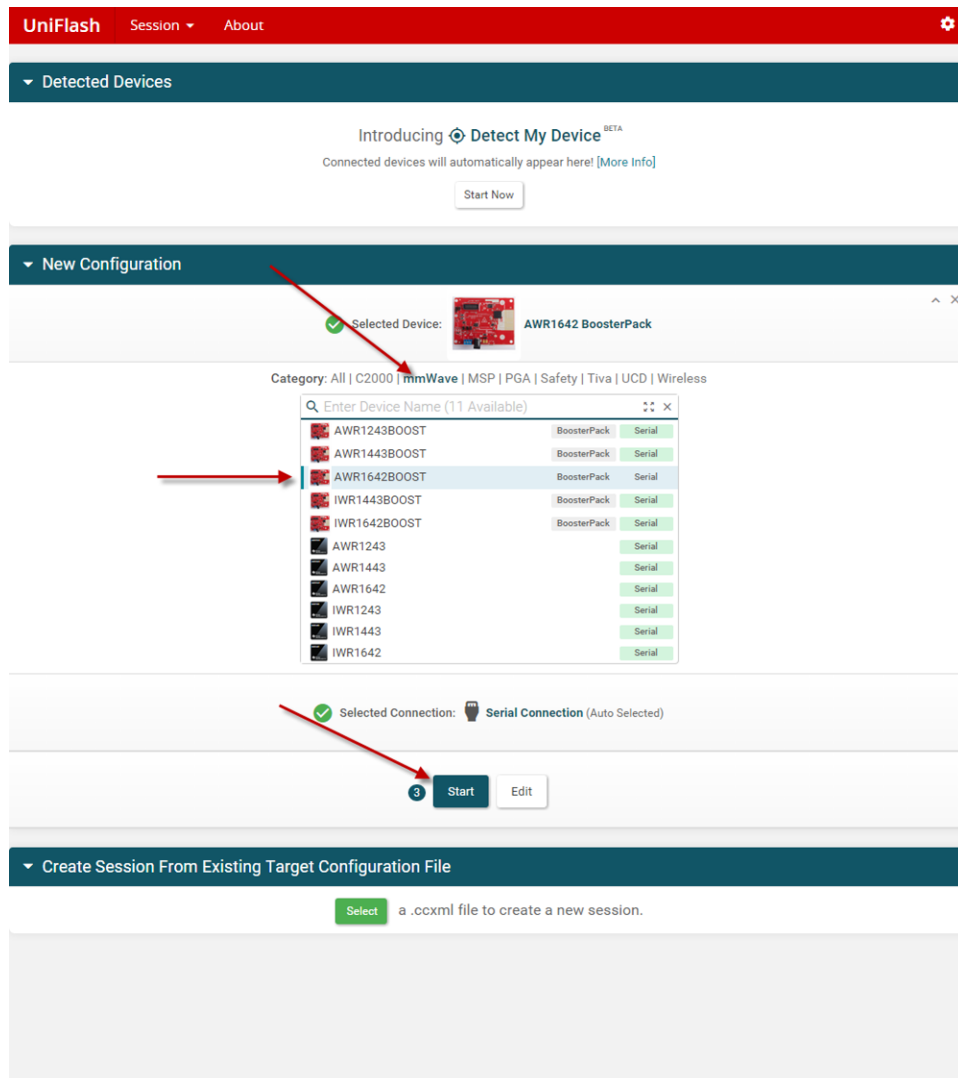 UniFlash Session About
Detected Devices
Introducing Detect My Device BETA
Connected devices will automatically appear here! [More Info]
Start Now
New Configuration
Selected Device: AWR1642 BoosterPack
Category: All | C2000 | mmWave | MSP | PGA | Safety | Tiva | UCD | Wireless
Enter Device Name (11 Available)
AWR1243BOOST BoosterPack Serial
AWR1443BOOST BoosterPack Serial
AWR1642BOOST BoosterPack Serial
IWR1443BOOST BoosterPack Serial
IWR1642BOOST BoosterPack Serial
AWR1243 Serial
AWR1443 Serial
AWR1642 Serial
IWR1243 Serial
IWR1443 Serial
IWR1642 Serial
Selected Connection: Serial Connection (Auto Selected)
3 Start Edit
Create Session From Existing Target Configuration File
Select a .ccxml file to create a new session.